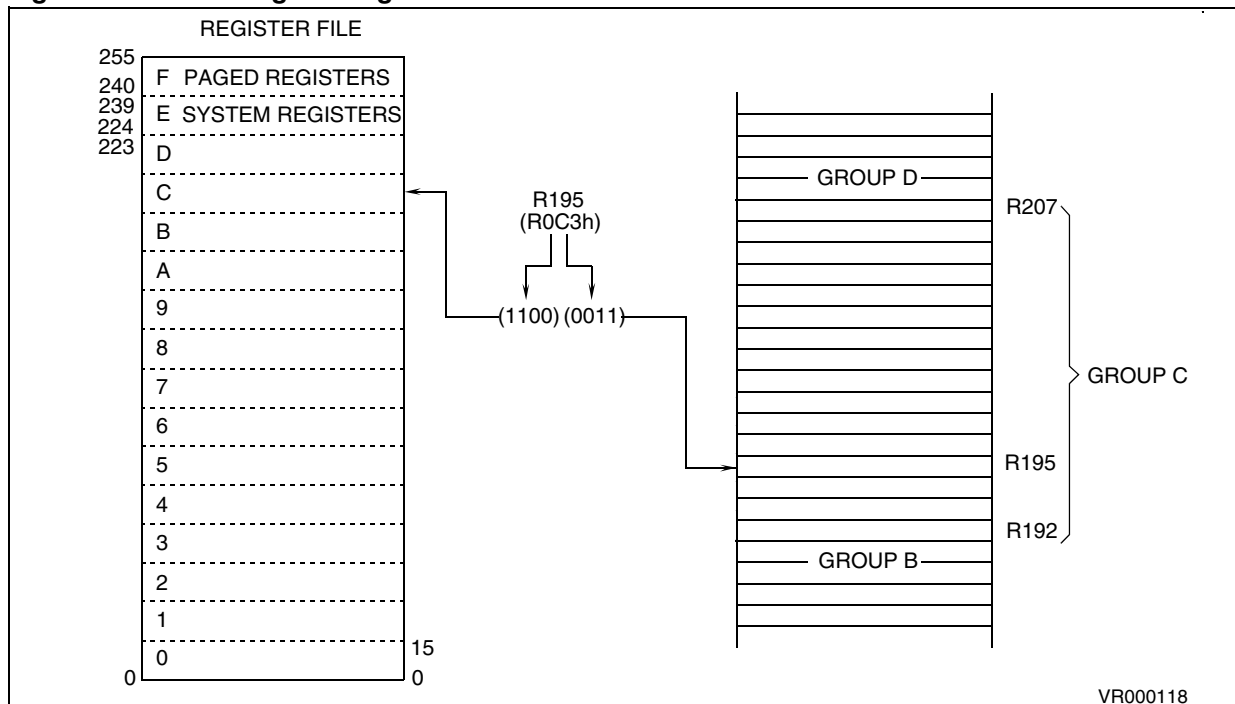 REGISTER FILE
255
240
239
224
223
F PAGED REGISTERS
E SYSTEM REGISTERS
D
C
B
A
9
8
7
6
5
4
3
2
1
0
15
0
0
R195
(R0C3h)
(1100) (0011)
GROUP D
R207
GROUP C
R195
R192
GROUP B
VR000118